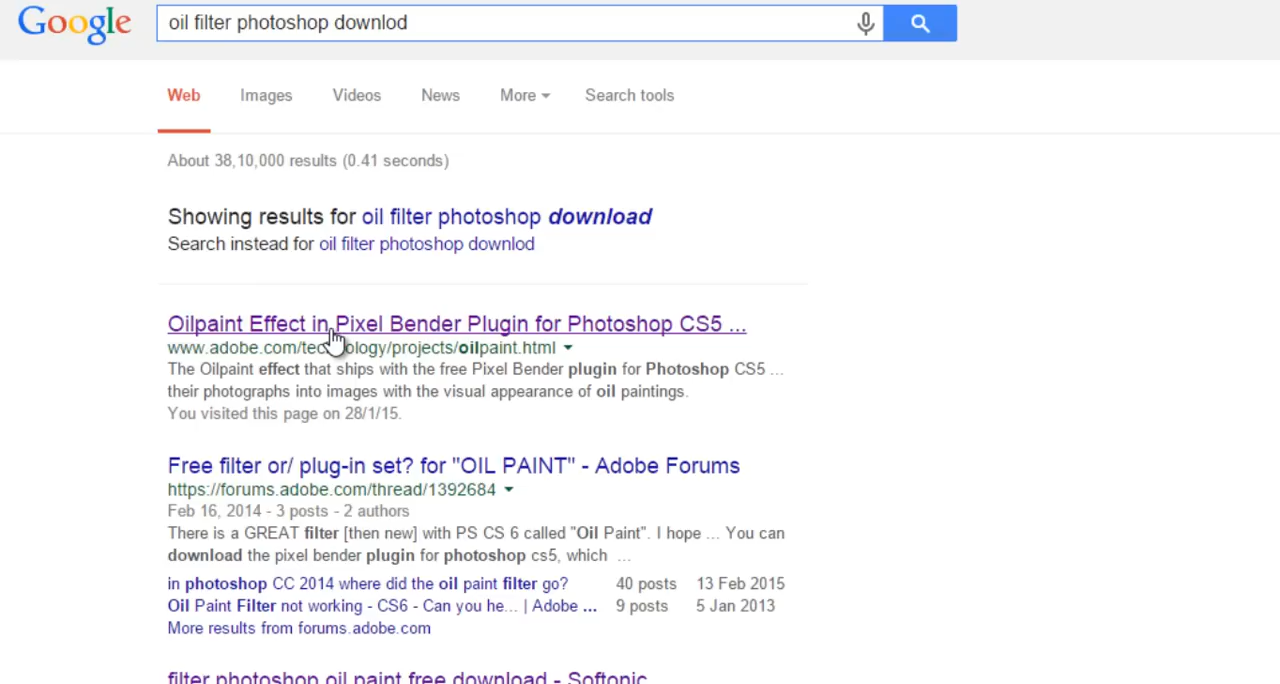 Google
oil filter photoshop downlod
Web Images Videos News More Search tools
About 38,10,000 results (0.41 seconds)
Showing results for oil filter photoshop download
Search instead for oil filter photoshop downlod
Oilpaint Effect in Pixel Bender Plugin for Photoshop CS5 ...
www.adobe.com/technology/projects/oilpaint.html
The Oilpaint effect that ships with the free Pixel Bender plugin for Photoshop CS5 ...
their photographs into images with the visual appearance of oil paintings.
You visited this page on 28/1/15.
Free filter or/ plug-in set? for "OIL PAINT" - Adobe Forums
https://forums.adobe.com/thread/1392684
Feb 16, 2014 - 3 posts - 2 authors
There is a GREAT filter [then new] with PS CS 6 called "Oil Paint". I hope ... You can
download the pixel bender plugin for photoshop cs5, which ...
in photoshop CC 2014 where did the oil paint filter go? 40 posts 13 Feb 2015
Oil Paint Filter not working - CS6 - Can you he... | Adobe ... 9 posts 5 Jan 2013
More results from forums.adobe.com
filter photoshop oil paint free download - Softonic